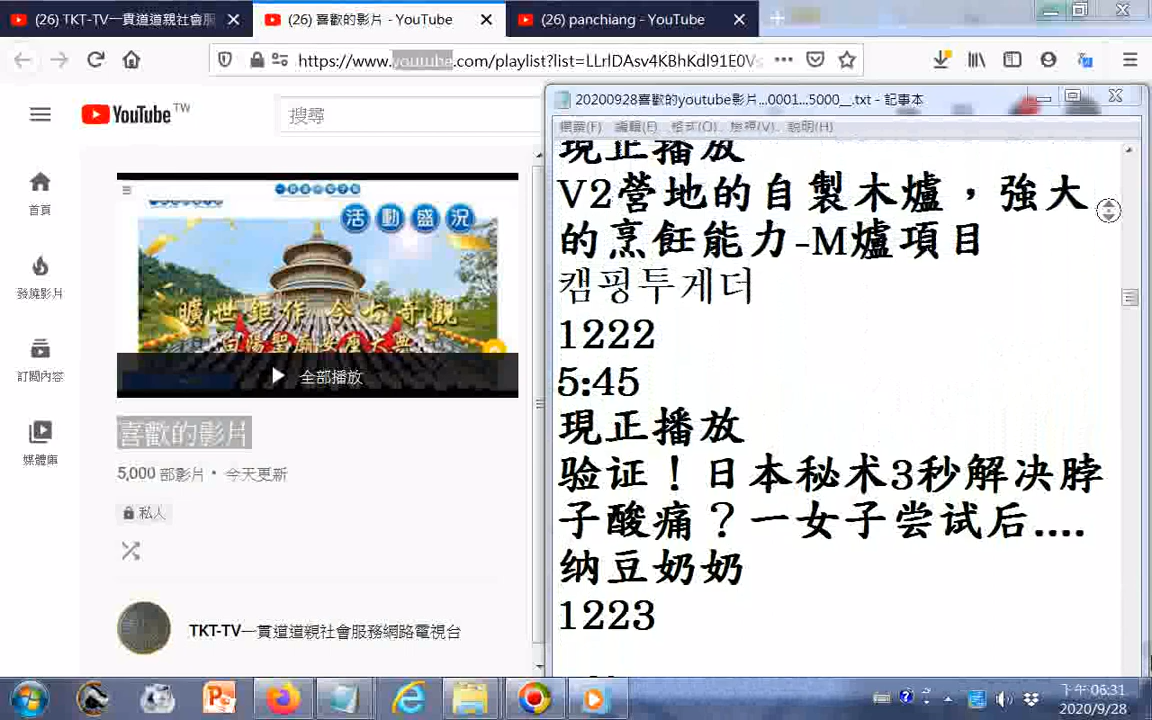 (26) TKT-TV一貫道道親社會服
(26) 喜歡的影片 - YouTube
(26) panchiang - YouTube
https://www.youtube.com/playlist?list=LLrlDAsv4KBhKdl91E0Vs
YouTube TW
搜尋
首頁
發燒影片
訂閱內容
媒體庫
活動盛況
曠世鉅作 今古奇觀
全部播放
喜歡的影片
5,000 部影片・ 今天更新
私人
TKT-TV一貫道道親社會服務網路電視台
20200928喜歡的youtube影片...0001...5000__.txt - 記事本
檔案(F) 編輯(E) 格式(O) 檢視(V) 說明(H)
現正播放
V2營地的自製木爐，強大
的烹飪能力-M爐項目
캠핑투게더
1222
5:45
現正播放
验证！日本秘术3秒解决脖
子酸痛？一女子尝试后....
纳豆奶奶
1223
下午 06:31
2020/9/28